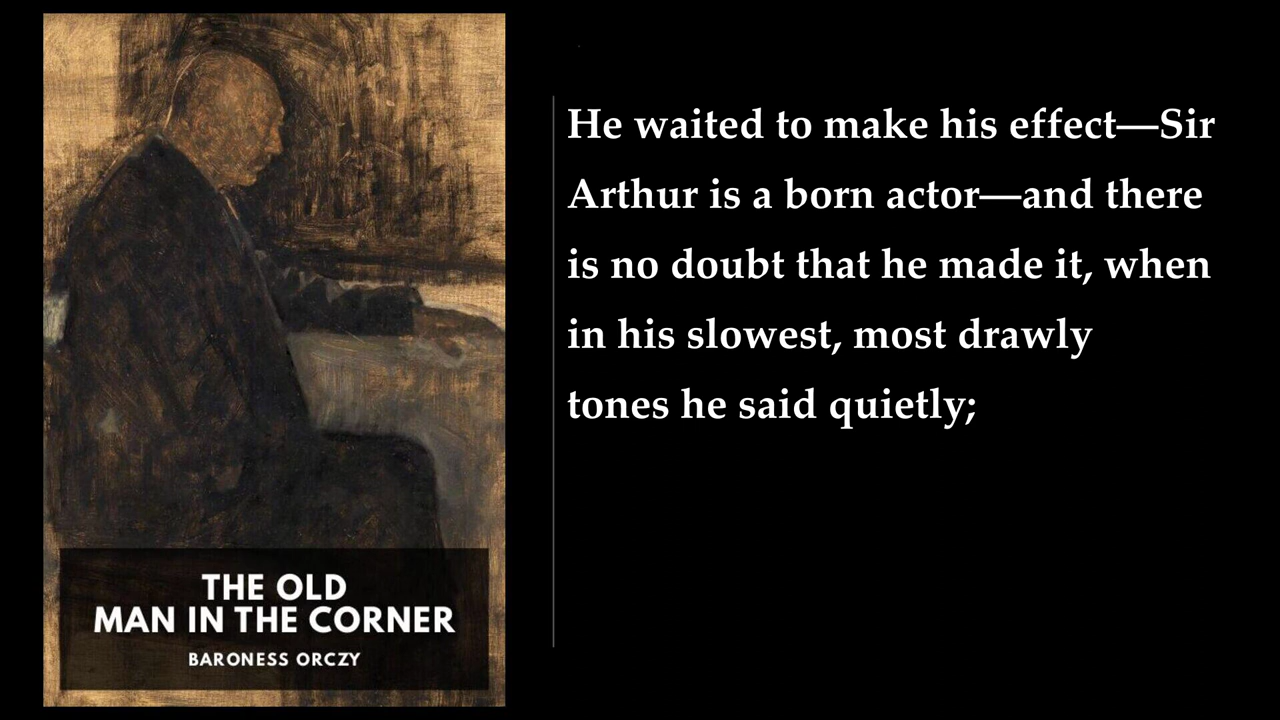 He waited to make his effect—Sir
Arthur is a born actor—and there
is no doubt that he made it, when
in his slowest, most drawly
tones he said quietly;
THE OLD
MAN IN THE CORNER
BARONESS ORCZY